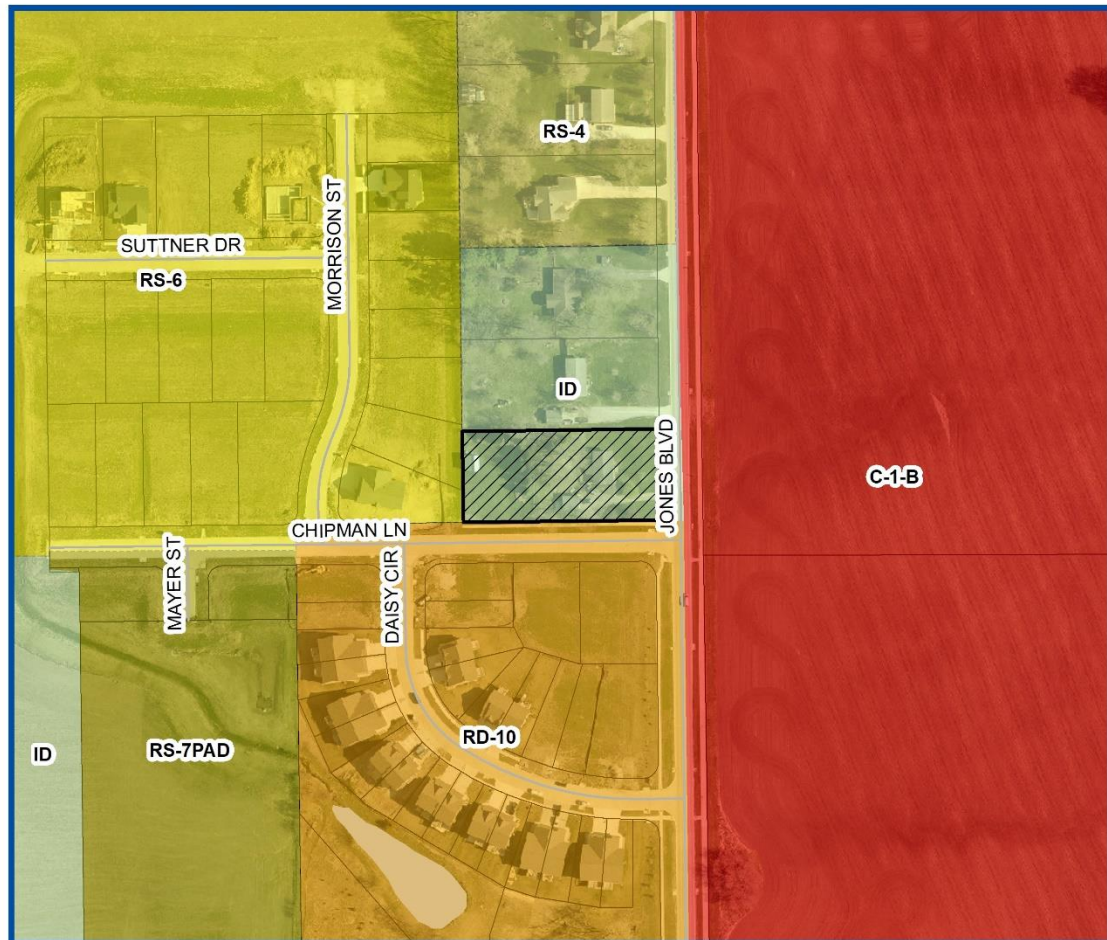 RS-4
SUTTNER DR
MORRISON ST
RS-6
ID
JONES BLVD
C-1-B
CHIPMAN LN
MAYER ST
DAISY CIR
RD-10
ID
RS-7PAD